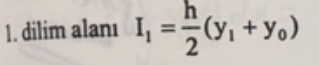 1. dilim alanı I₁ = h/2 (y₁ + y₀)